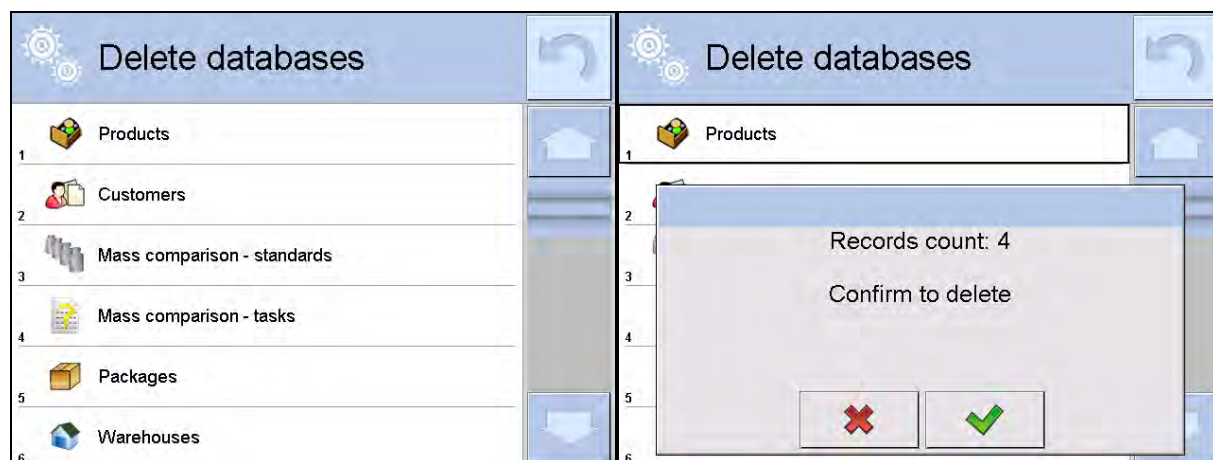 Delete databases
Products
1
Customers
2
Mass comparison - standards
3
Mass comparison - tasks
4
Packages
5
Warehouses
6
Delete databases
Products
1
2
Records count: 4
3
Confirm to delete
4
5
6